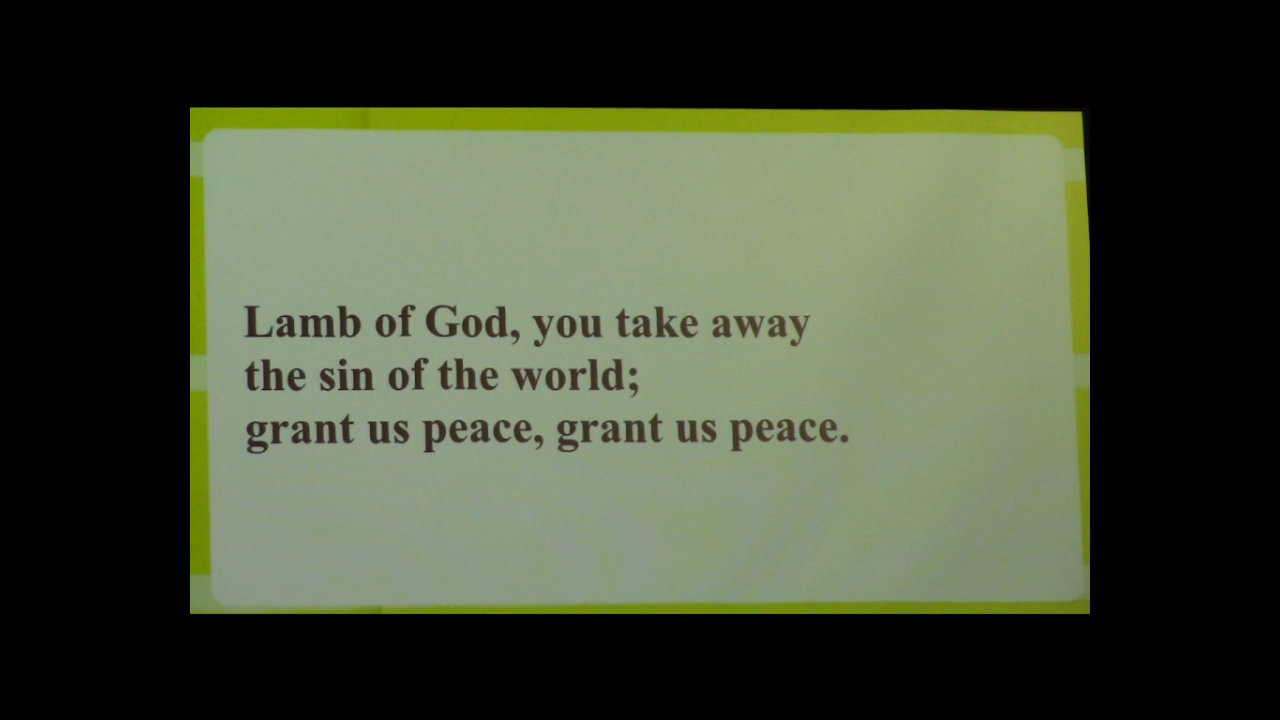 Lamb of God, you take away
the sin of the world;
grant us peace, grant us peace.